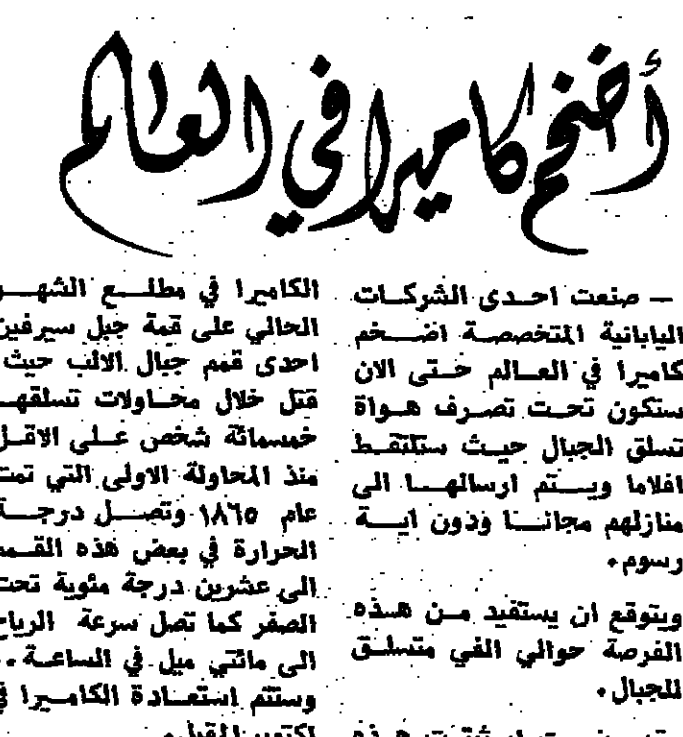 أضخم كاميرا في العالم
— صنعت احدى الشركات
اليابانية المتخصصة اضخم
كاميرا في العالم حتى الان
ستكون تحت تصرف هواة
تسلق الجبال حيث ستلتقط
افلاما ويتم ارسالها الى
منازلهم مجانا ودون اية
رسوم.
ويتوقع ان يستفيد من هذه
الفرصة حوالي الفي متسلق
للجبال.
هذه
الكاميرا في مطلع الشهر
الحالي على قمة جبل سيرفين
احدى قمم جبال الالب حيث
قتل خلال محاولات تسلقها
خمسمائة شخص على الاقل
منذ المحاولة الاولى التي تمت
عام ١٨٦٥ وتصل درجة
الحرارة في بعض هذه القمم
الى عشرين درجة مئوية تحت
الصفر كما تصل سرعة الرياح
الى مائتي ميل في الساعة..
وستتم استعادة الكاميرا في
اكتوبر المقبل.